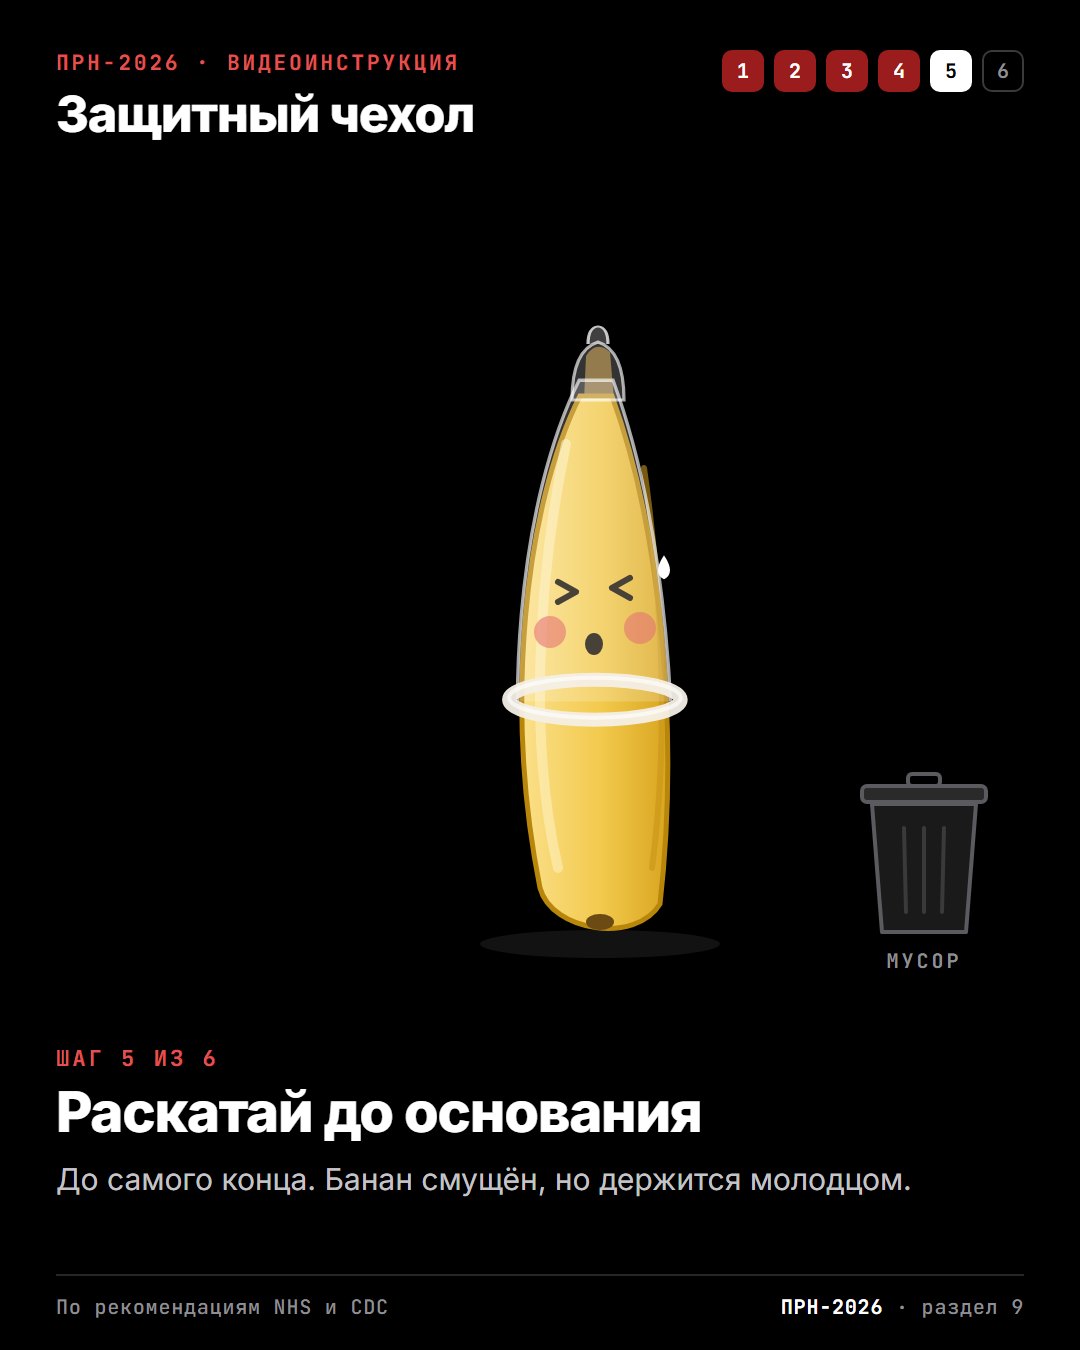 ПРН-2026 · ВИДЕОИНСТРУКЦИЯ
Защитный чехол
1 2 3 4 5 6
МУСОР
ШАГ 5 ИЗ 6
Раскатай до основания
До самого конца. Банан смущён, но держится молодцом.
По рекомендациям NHS и CDC
ПРН-2026 · раздел 9